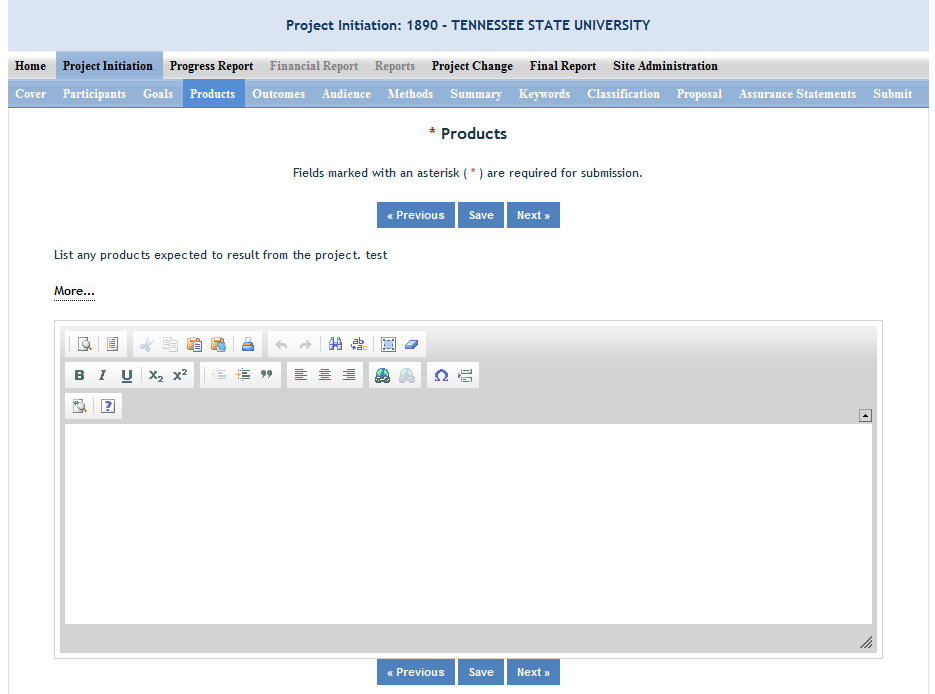 Project Initiation: 1890 - TENNESSEE STATE UNIVERSITY
Home Project Initiation Progress Report Financial Report Reports Project Change Final Report Site Administration
Cover Participants Goals Products Outcomes Audience Methods Summary Keywords Classification Proposal Assurance Statements Submit
* Products
Fields marked with an asterisk ( * ) are required for submission.
« Previous Save Next »
List any products expected to result from the project. test
More...
B I U X₂ X²
« Previous Save Next »